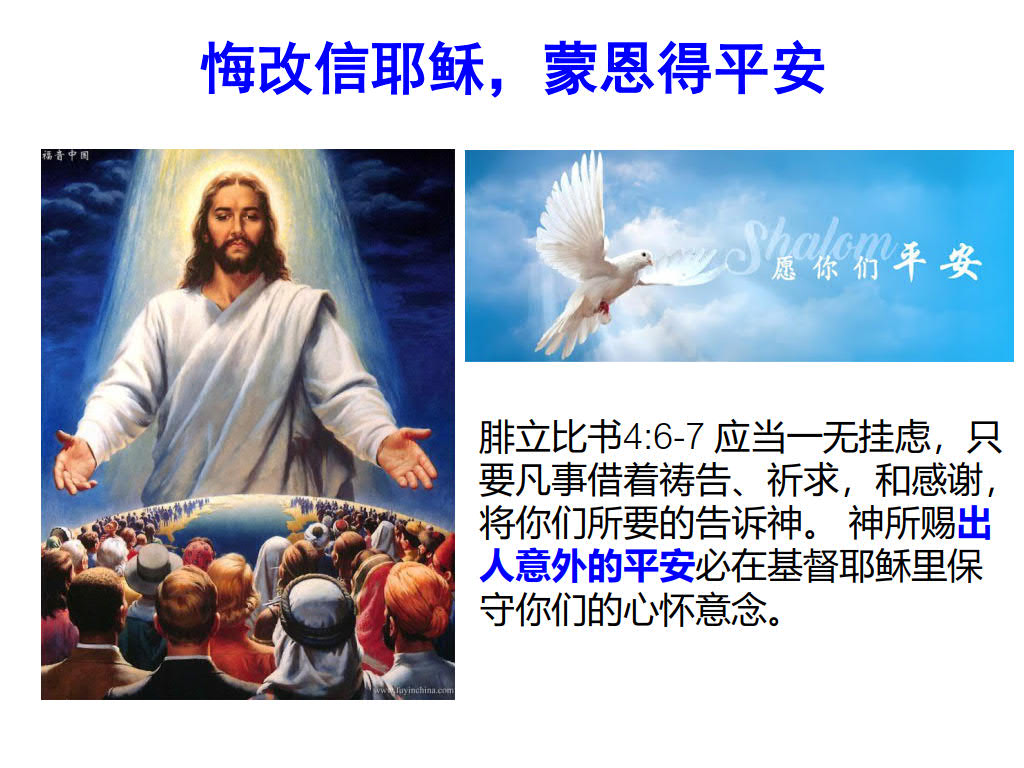 悔改信耶稣，蒙恩得平安
福音中国
Shalom
愿你们平安
腓立比书4:6-7 应当一无挂虑，只
要凡事借着祷告、祈求，和感谢，
将你们所要的告诉神。 神所赐出
人意外的平安必在基督耶稣里保
守你们的心怀意念。
www.fuyinchina.com